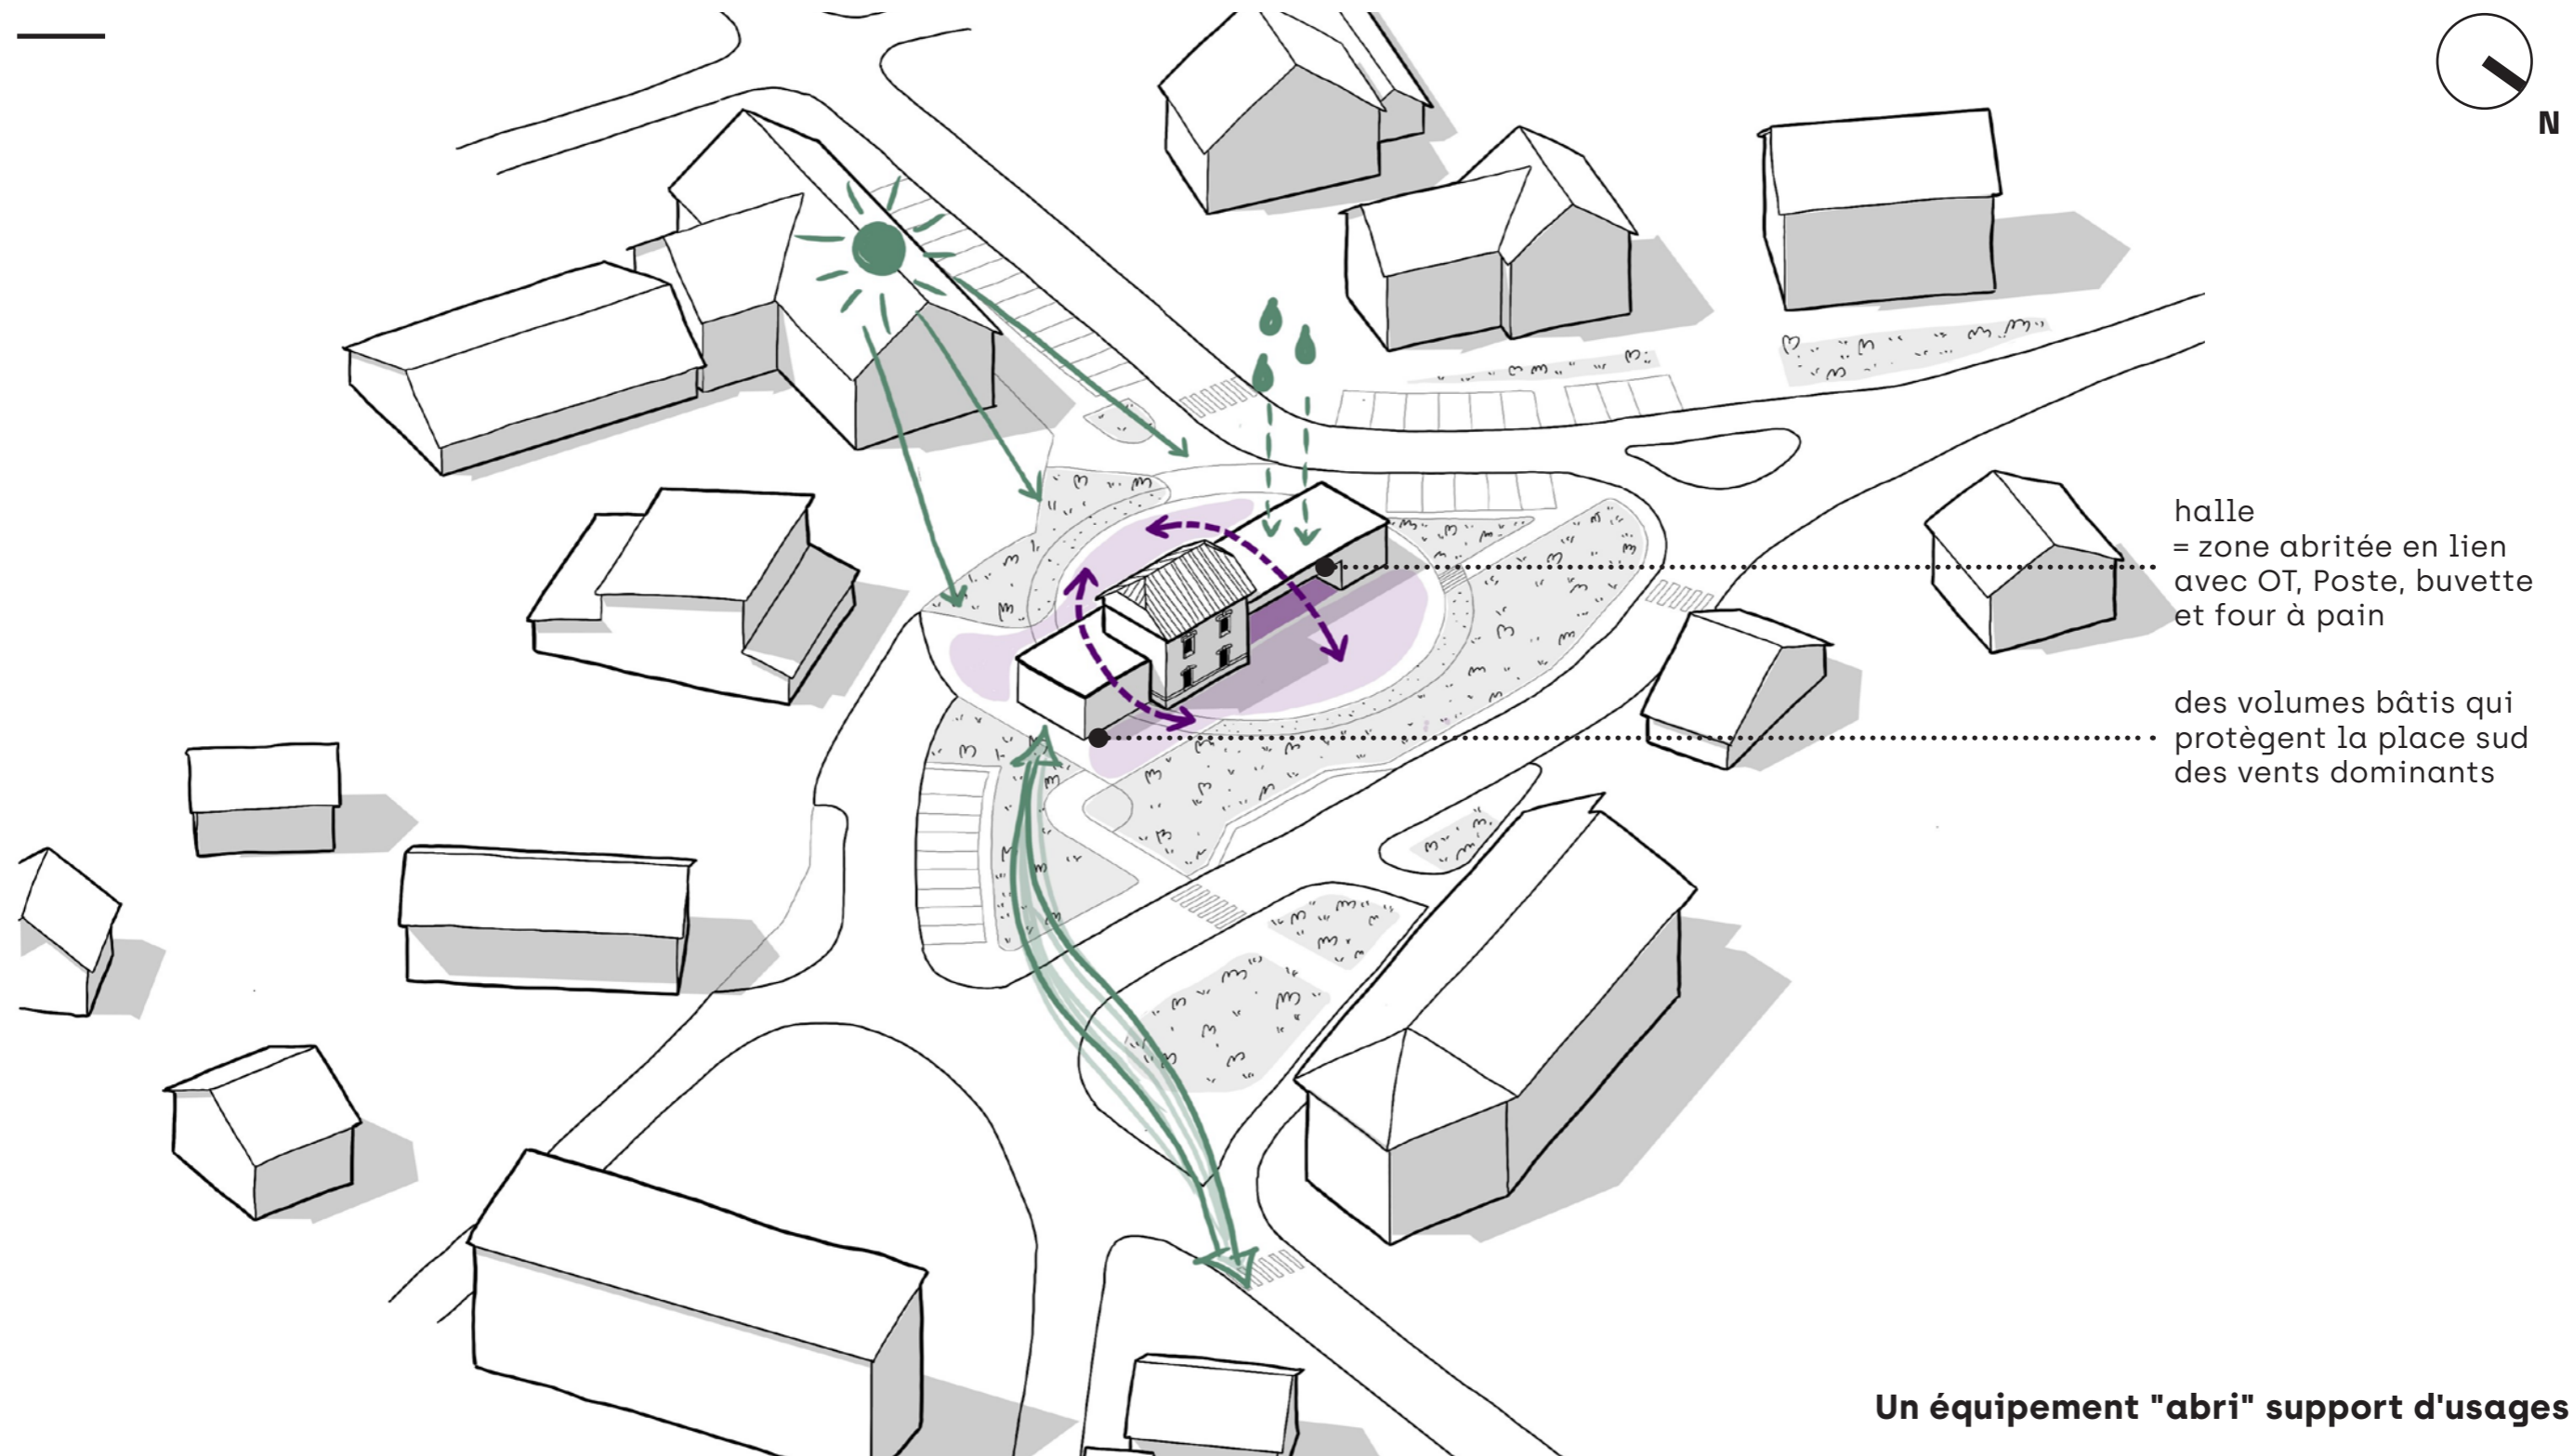 N
halle
= zone abritée en lien
avec OT, Poste, buvette
et four à pain
des volumes bâtis qui
protègent la place sud
des vents dominants
Un équipement "abri" support d'usages